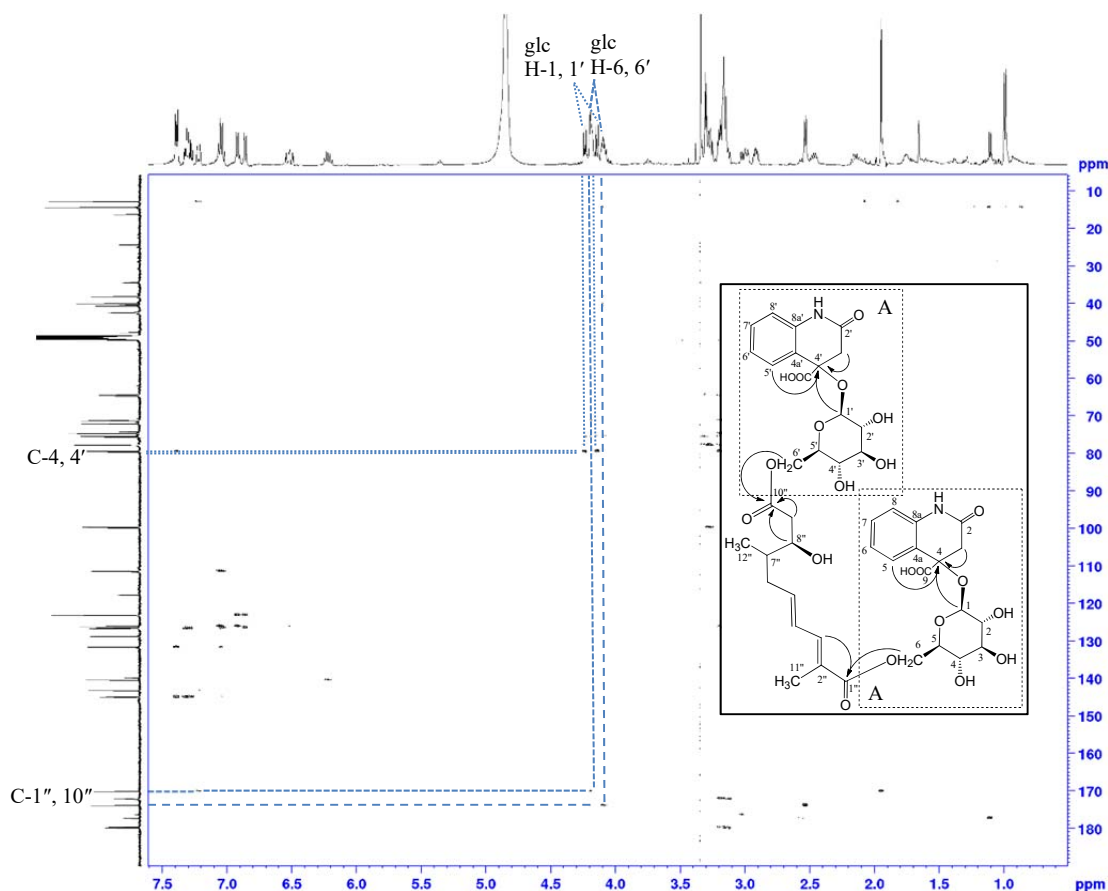 glc glc
H-1, 1′ H-6, 6′
ppm
10
20
30
40
50
60
70
80
90
100
110
120
130
140
150
160
170
180
ppm
7.5 7.0 6.5 6.0 5.5 5.0 4.5 4.0 3.5 3.0 2.5 2.0 1.5 1.0
C-4, 4′
C-1″, 10″
A
8' NH O
7' 8a' 2'
6' 4a' 4'
5' HOOC
O
O 1' OH
2'
5' 3' OH
6' 4' OH
OH₂C
10″
O
H₃C 8″ OH
12″ 7″
8 NH O
7 8a 2
6 4a 4
5 HOOC 9
O
O 1 OH
2
5 3 OH
6 4 OH
OH₂C
11″
H₃C 2″ 1″
O
A